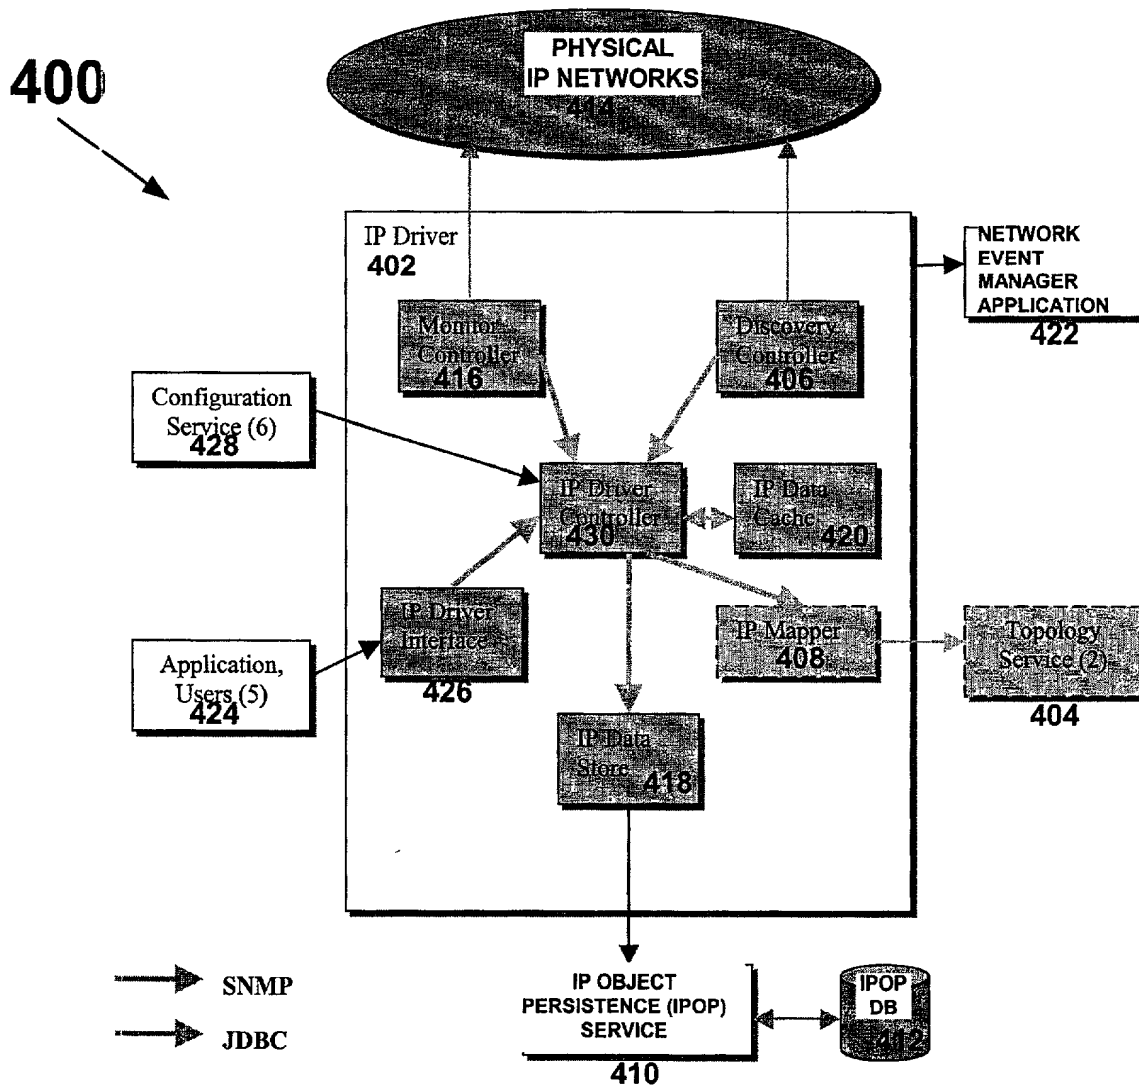 400
PHYSICAL
IP NETWORKS
414
IP Driver
402
NETWORK
EVENT
MANAGER
APPLICATION
422
Monitor
Controller
416
Discovery
Controller
406
Configuration
Service (6)
428
IP Driver
Controller
430
IP Data
Cache
420
IP Driver
Interface
426
IP Mapper
408
Topology
Service (2)
404
Application,
Users (5)
424
IP Data
Store
418
SNMP
JDBC
IP OBJECT
PERSISTENCE (IPOP)
SERVICE
410
IPOP
DB
412